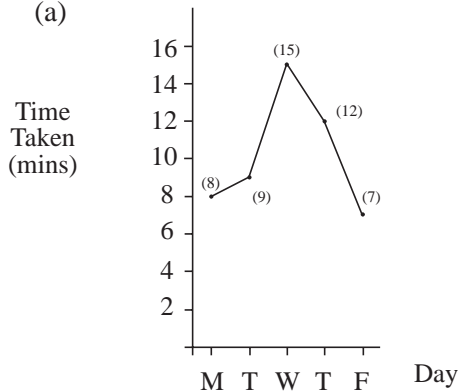 (a)
Time
Taken
(mins)
16
14
12
10
8
6
4
2
(15)
(12)
(8)
(9)
(7)
M T W T F Day